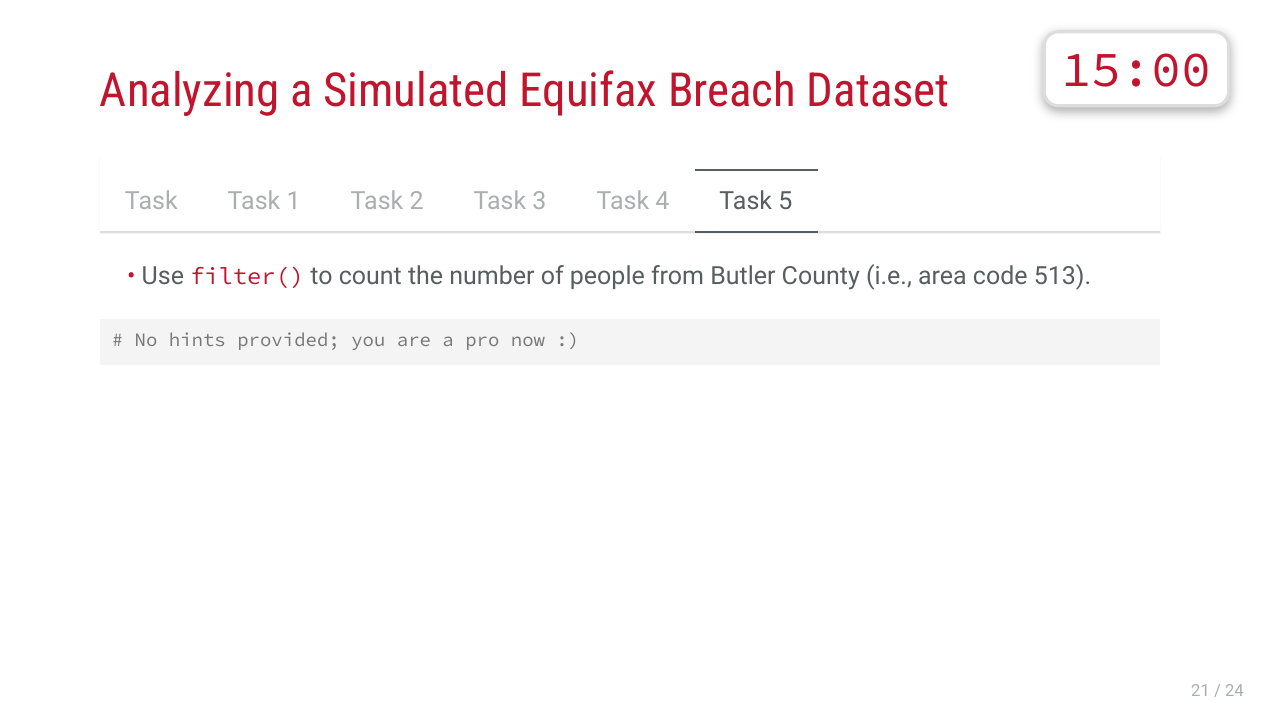 Analyzing a Simulated Equifax Breach Dataset
15:00
Task Task 1 Task 2 Task 3 Task 4 Task 5
• Use filter() to count the number of people from Butler County (i.e., area code 513).
# No hints provided; you are a pro now :)
21 / 24